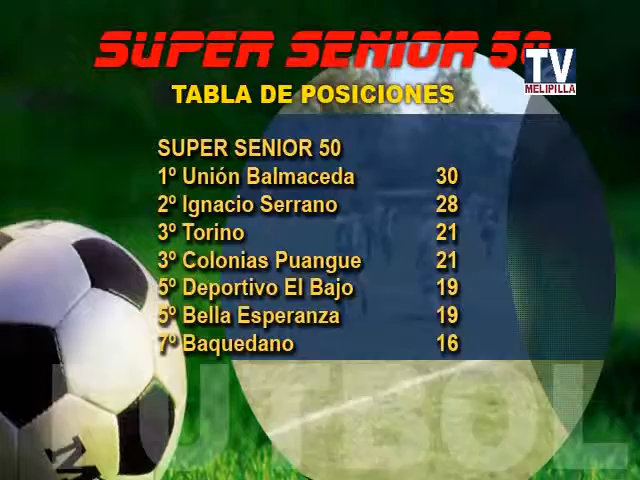 SUPER SENIOR 50
TV
MELIPILLA
TABLA DE POSICIONES
SUPER SENIOR 50
1º Unión Balmaceda 30
2º Ignacio Serrano 28
3º Torino 21
3º Colonias Puangue 21
5º Deportivo El Bajo 19
5º Bella Esperanza 19
7º Baquedano 16
FUTBOL